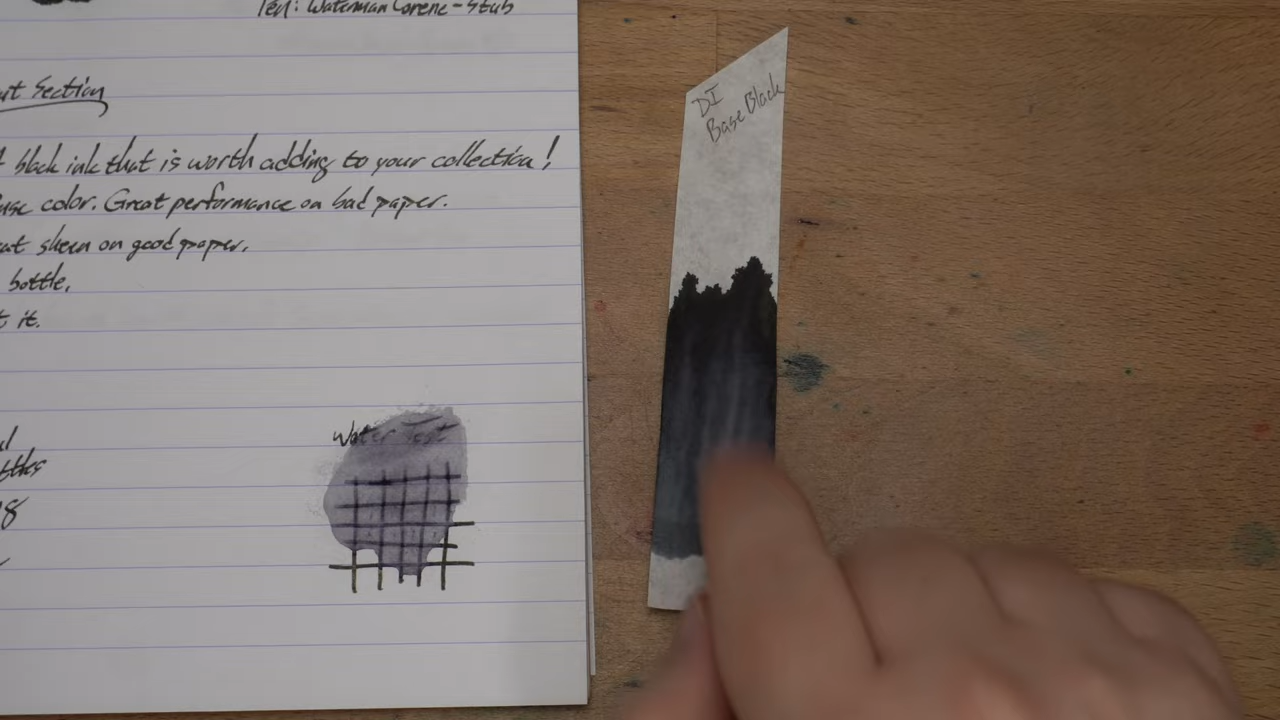 Pen: Waterman Carene - Stub
Section
DI
Base Black
black ink that is worth adding to your collection!
color. Great performance on bad paper.
sheen on good paper.
bottle.
it.
Water Test